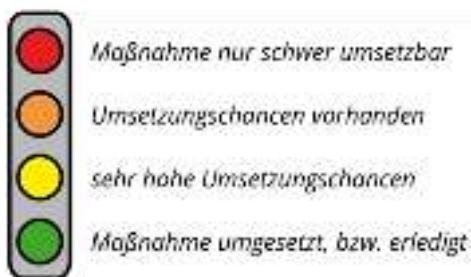 Maßnahme nur schwer umsetzbar
Umsetzungschancen vorhanden
sehr hohe Umsetzungschancen
Maßnahme umgesetzt, bzw. erledigt